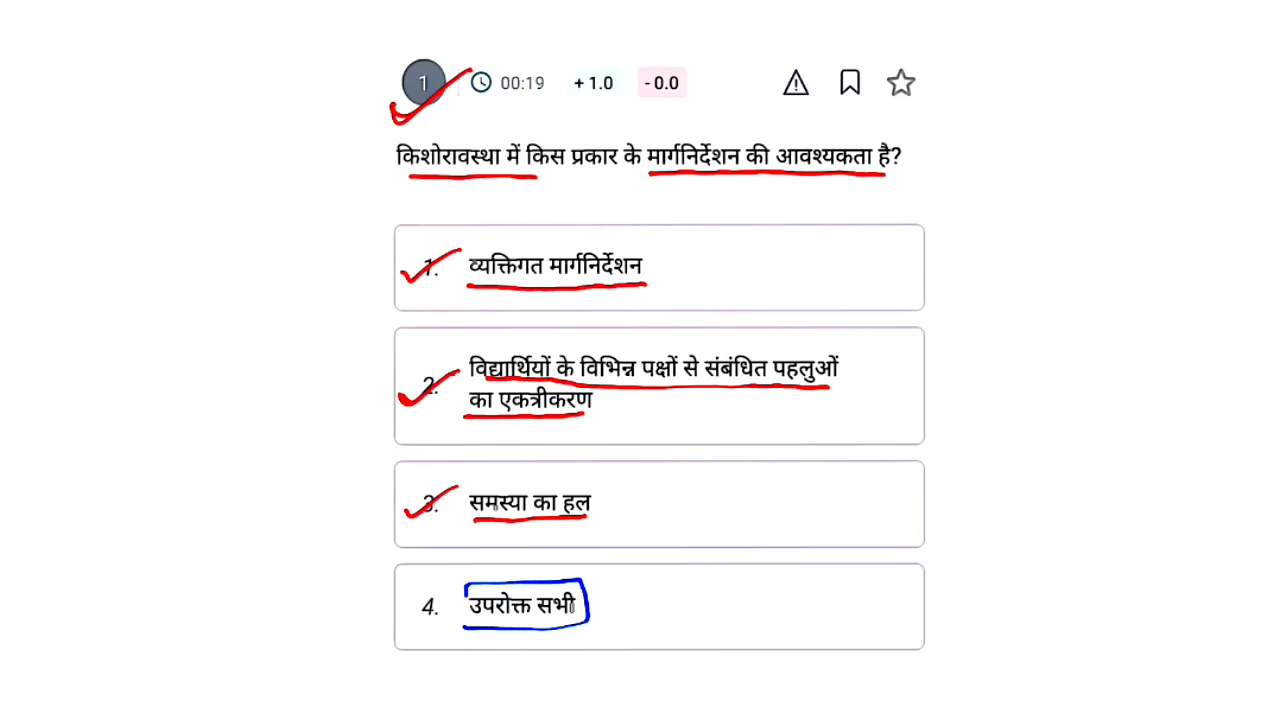 1 00:19 + 1.0 - 0.0
किशोरावस्था में किस प्रकार के मार्गनिर्देशन की आवश्यकता है?
1. व्यक्तिगत मार्गनिर्देशन
2. विद्यार्थियों के विभिन्न पक्षों से संबंधित पहलुओं
का एकत्रीकरण
3. समस्या का हल
4. उपरोक्त सभी